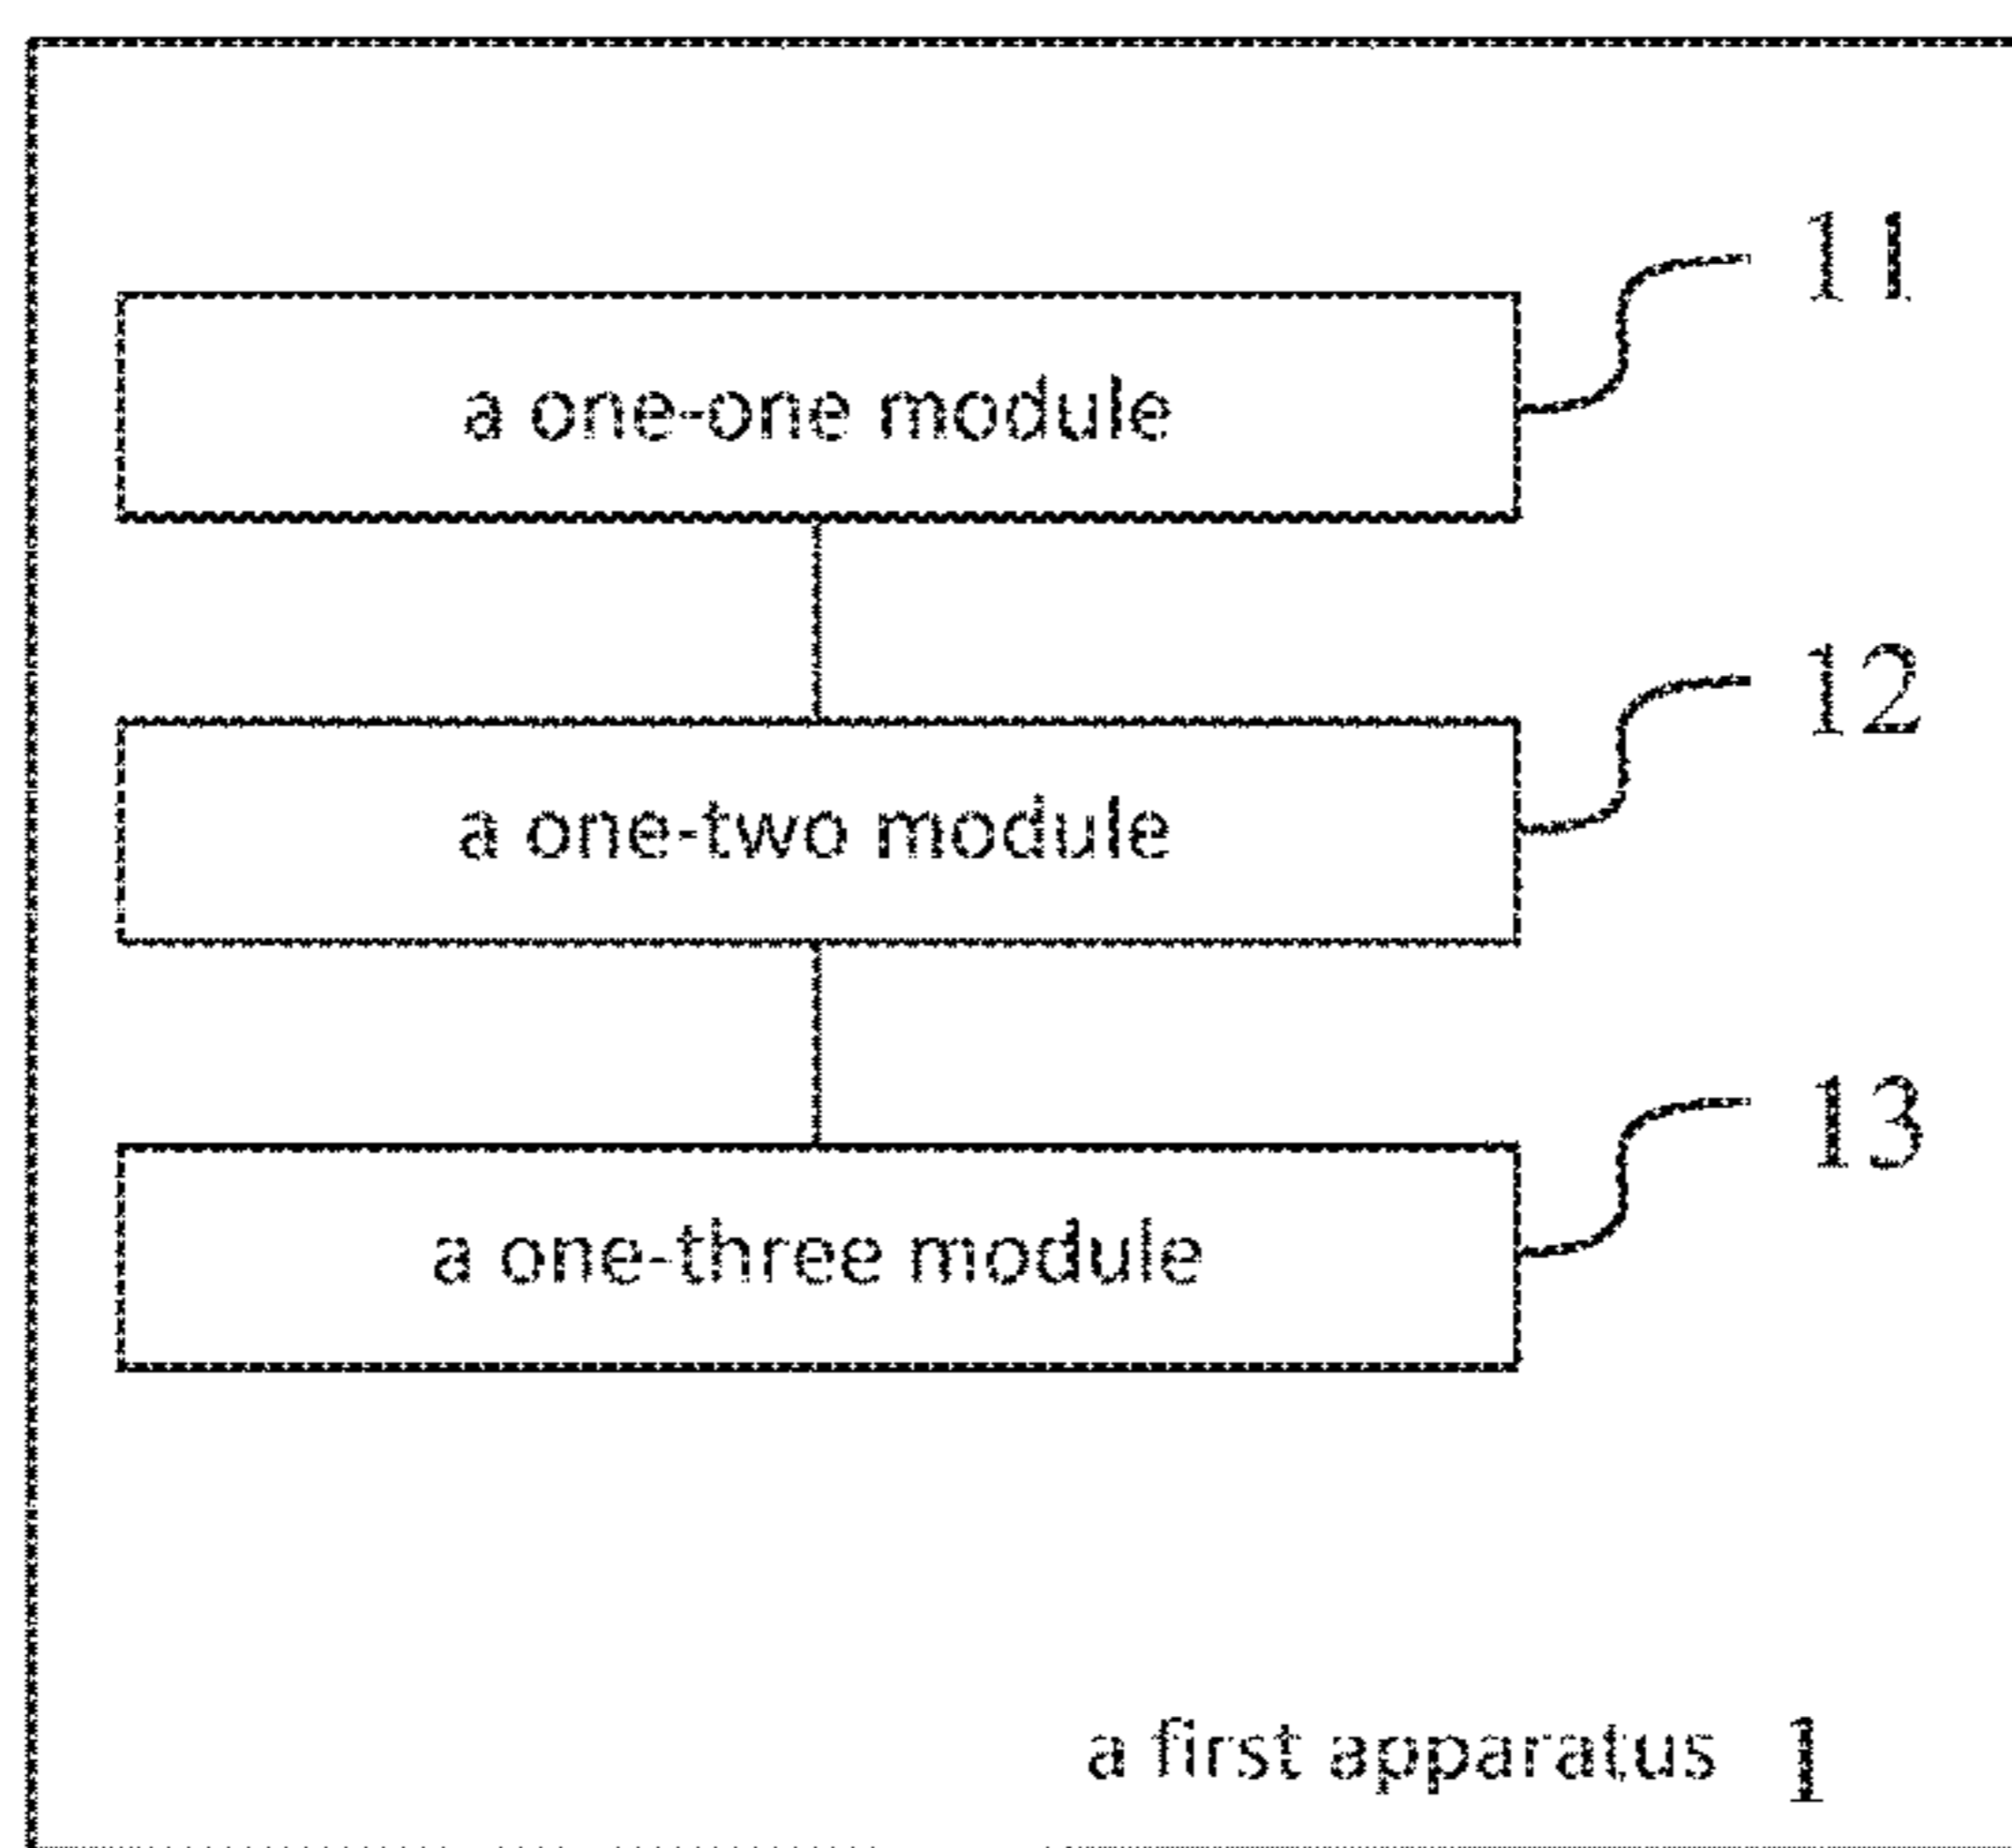 11
a one-one module
12
a one-two module
13
a one-three module
a first apparatus 1